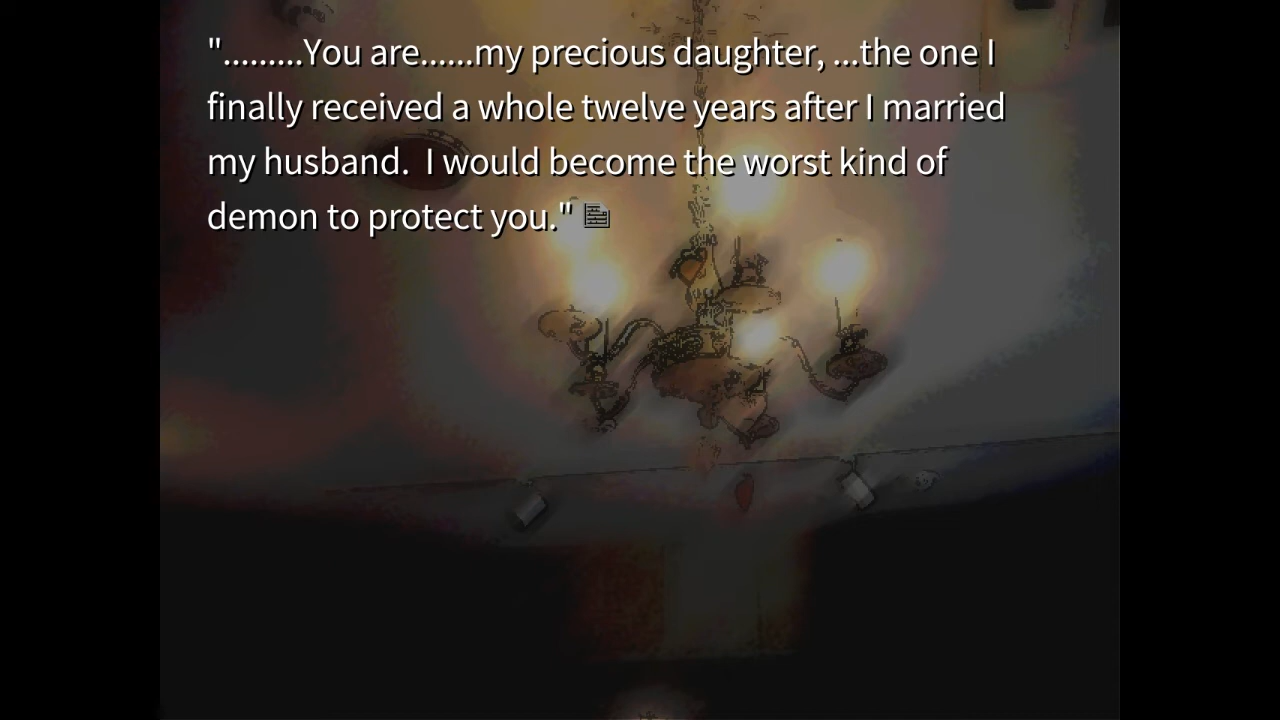 ".........You are......my precious daughter, ...the one I
finally received a whole twelve years after I married
my husband.  I would become the worst kind of
demon to protect you."